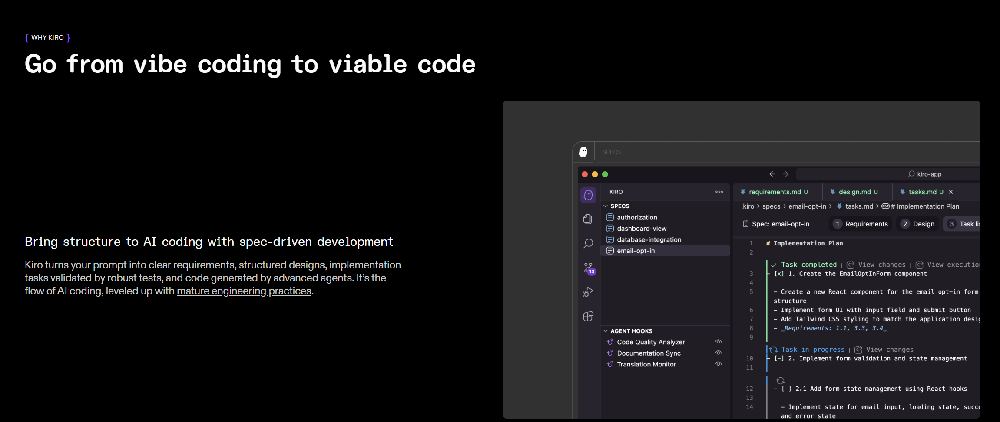 { WHY KIRO }
Go from vibe coding to viable code
Bring structure to AI coding with spec-driven development
Kiro turns your prompt into clear requirements, structured designs, implementation
tasks validated by robust tests, and code generated by advanced agents. It’s the
flow of AI coding, leveled up with mature engineering practices.
SPECS
kiro-app
KIRO
SPECS
authorization
dashboard-view
database-integration
email-opt-in
13
AGENT HOOKS
Code Quality Analyzer
Documentation Sync
Translation Monitor
requirements.md U design.md U tasks.md U
.kiro > specs > email-opt-in > tasks.md > abc # Implementation Plan
Spec: email-opt-in 1 Requirements 2 Design 3 Task lis
1 # Implementation Plan
2
Task completed | View changes | View execution
3 - [x] 1. Create the EmailOptInForm component
4
5 - Create a new React component for the email opt-in form
structure
6 - Implement form UI with input field and submit button
7 - Add Tailwind CSS styling to match the application desig
8 - _Requirements: 1.1, 3.3, 3.4_
9
Task in progress | View changes
10 - [-] 2. Implement form validation and state management
11
12 - [ ] 2.1 Add form state management using React hooks
13
14 - Implement state for email input, loading state, succe
and error state